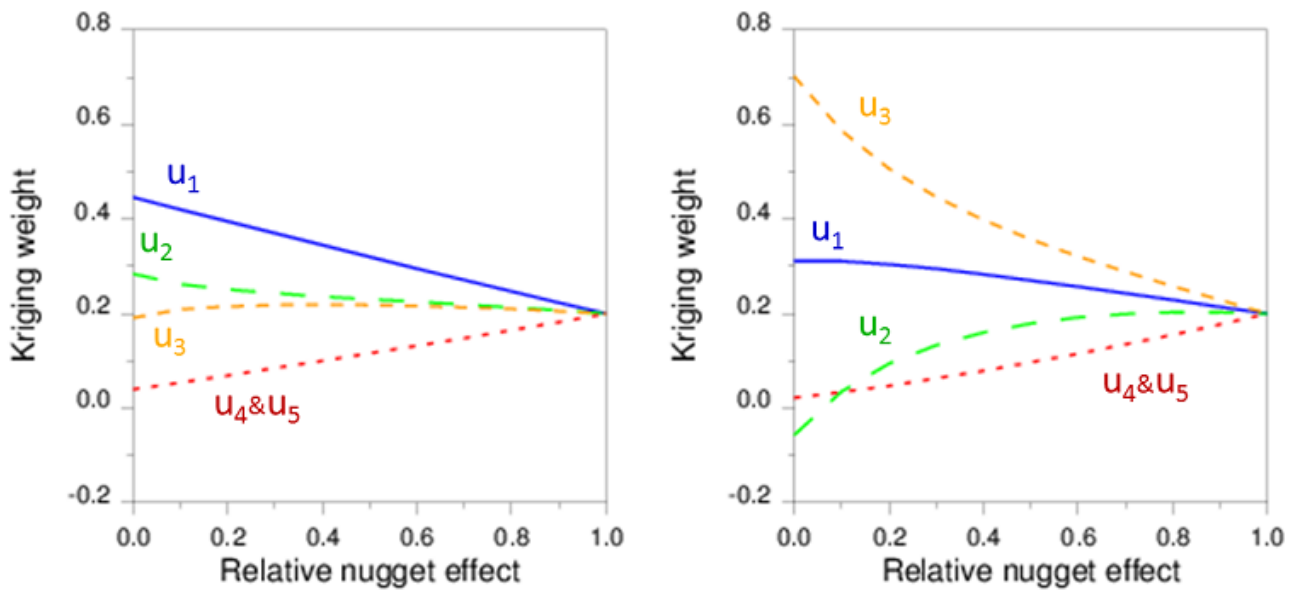 0.8
0.6
0.4
0.2
0.0
-0.2
Kriging weight
u₁
u₂
u₃
u₄&u₅
0.0 0.2 0.4 0.6 0.8 1.0
Relative nugget effect
0.8
0.6
0.4
0.2
0.0
-0.2
Kriging weight
u₃
u₁
u₂
u₄&u₅
0.0 0.2 0.4 0.6 0.8 1.0
Relative nugget effect